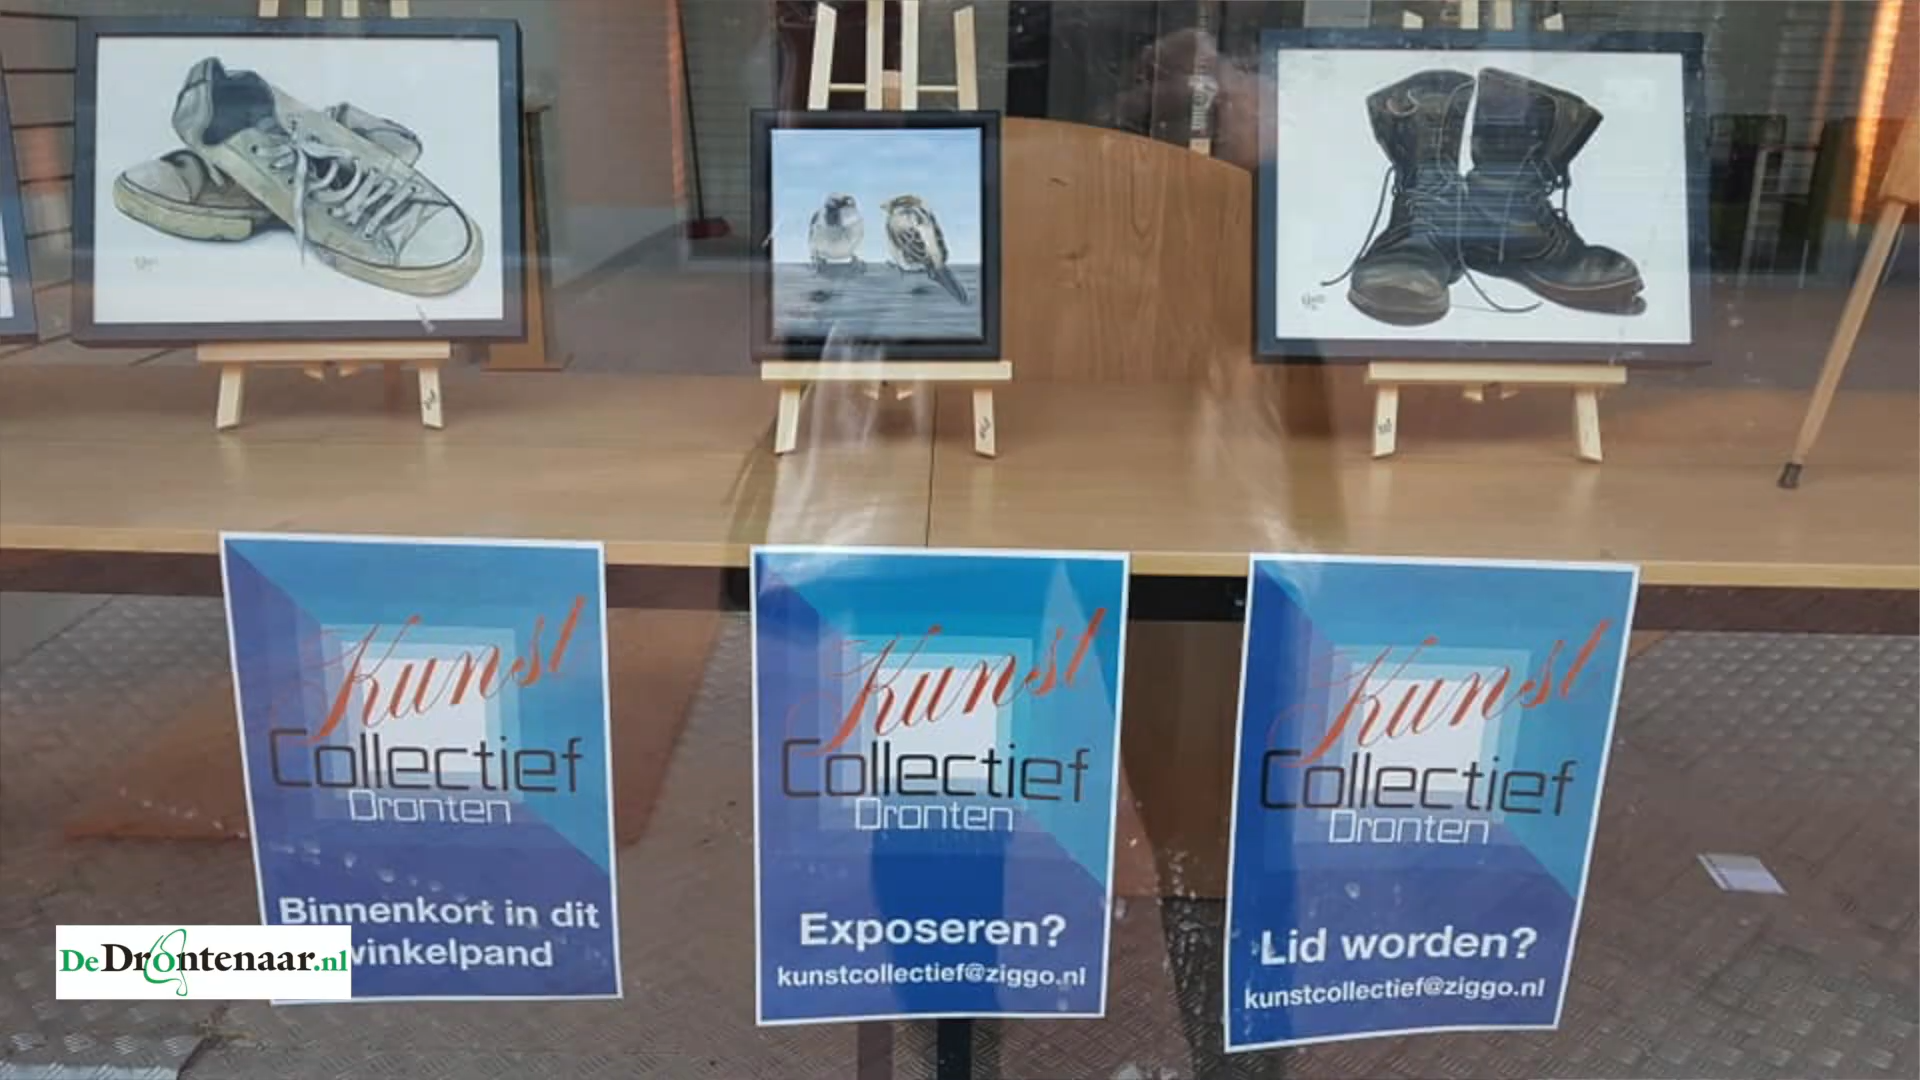 Kunst
Collectief
Dronten
Binnenkort in dit
winkelpand
Kunst
Collectief
Dronten
Exposeren?
kunstcollectief@ziggo.nl
Kunst
Collectief
Dronten
Lid worden?
kunstcollectief@ziggo.nl
DeDrontenaar.nl